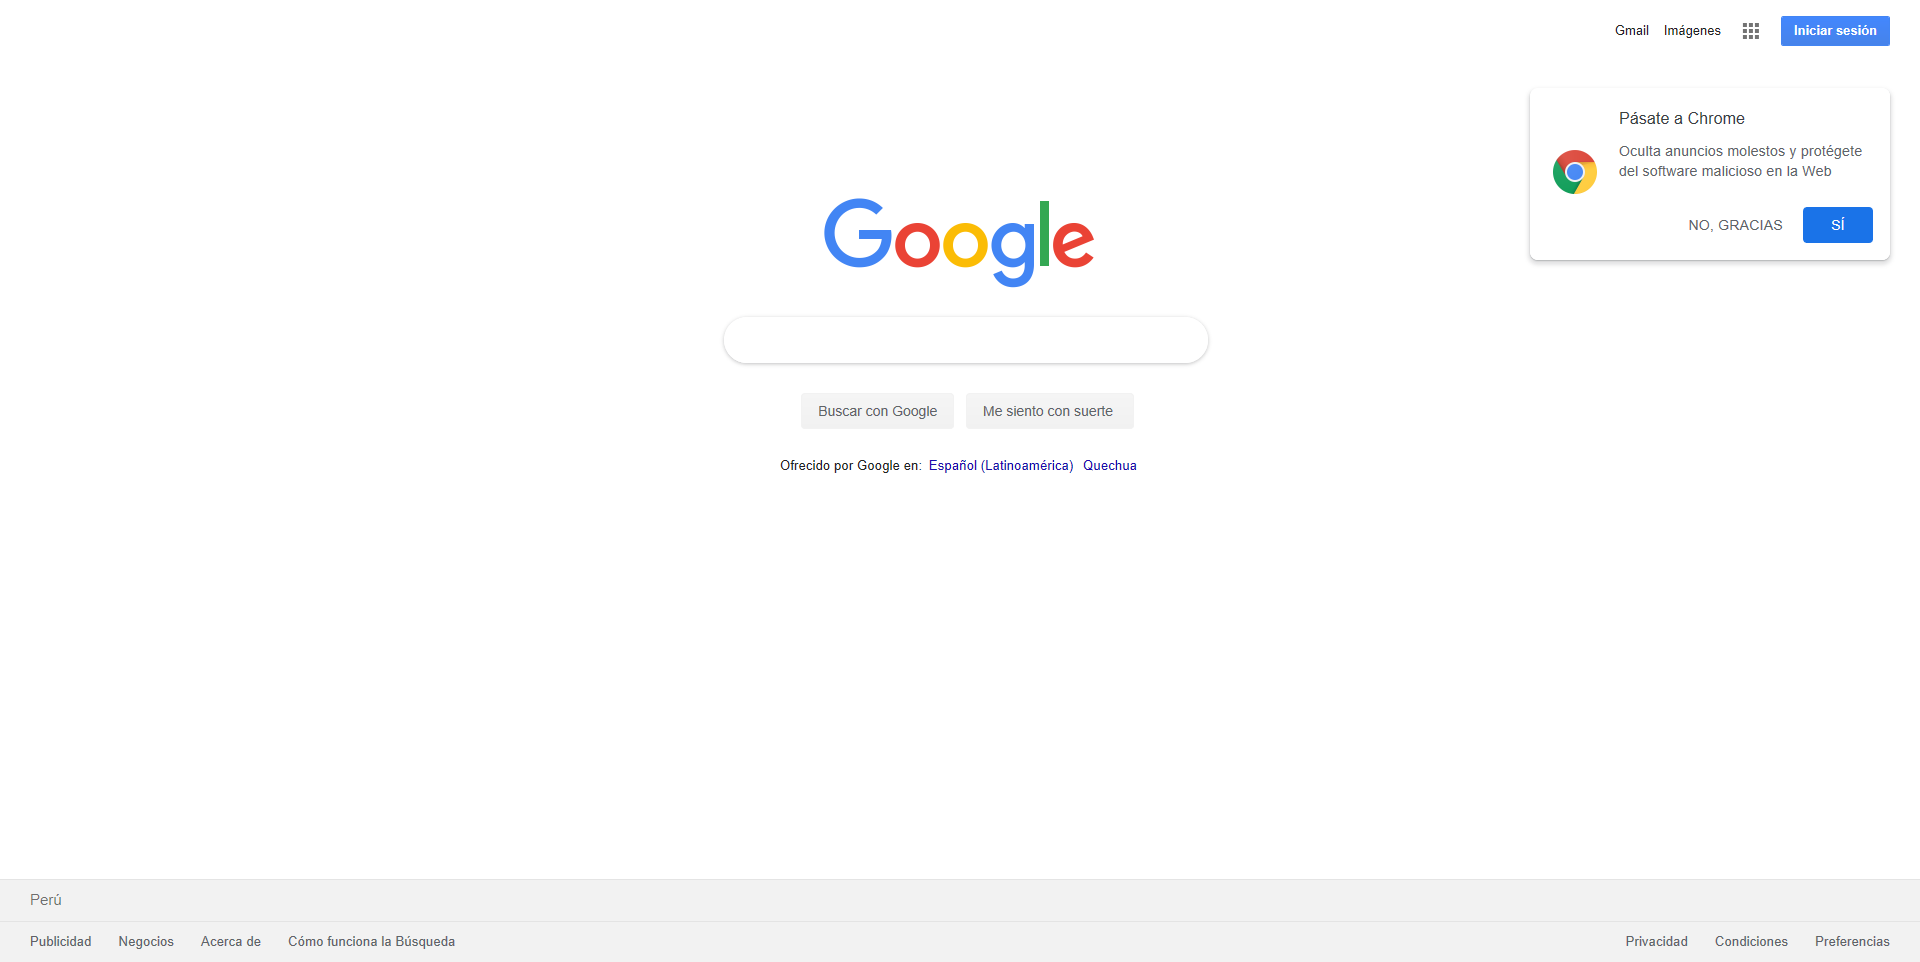 Gmail Imágenes Iniciar sesión
Pásate a Chrome
Oculta anuncios molestos y protégete
del software malicioso en la Web
NO, GRACIAS SÍ
Google
Buscar con Google Me siento con suerte
Ofrecido por Google en: Español (Latinoamérica) Quechua
Perú
Publicidad Negocios Acerca de Cómo funciona la Búsqueda Privacidad Condiciones Preferencias